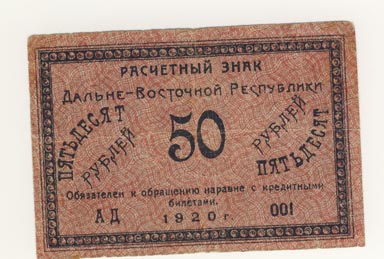 РАСЧЕТНЫЙ ЗНАК
ДАЛЬНЕ-ВОСТОЧНОЙ РЕСПУБЛИКИ
ПЯТЬДЕСЯТ
РУБЛЕЙ
50
РУБЛЕЙ
ПЯТЬДЕСЯТ
Обязателен к обращению наравне с кредитными
билетами.
АД
1920 г.
001